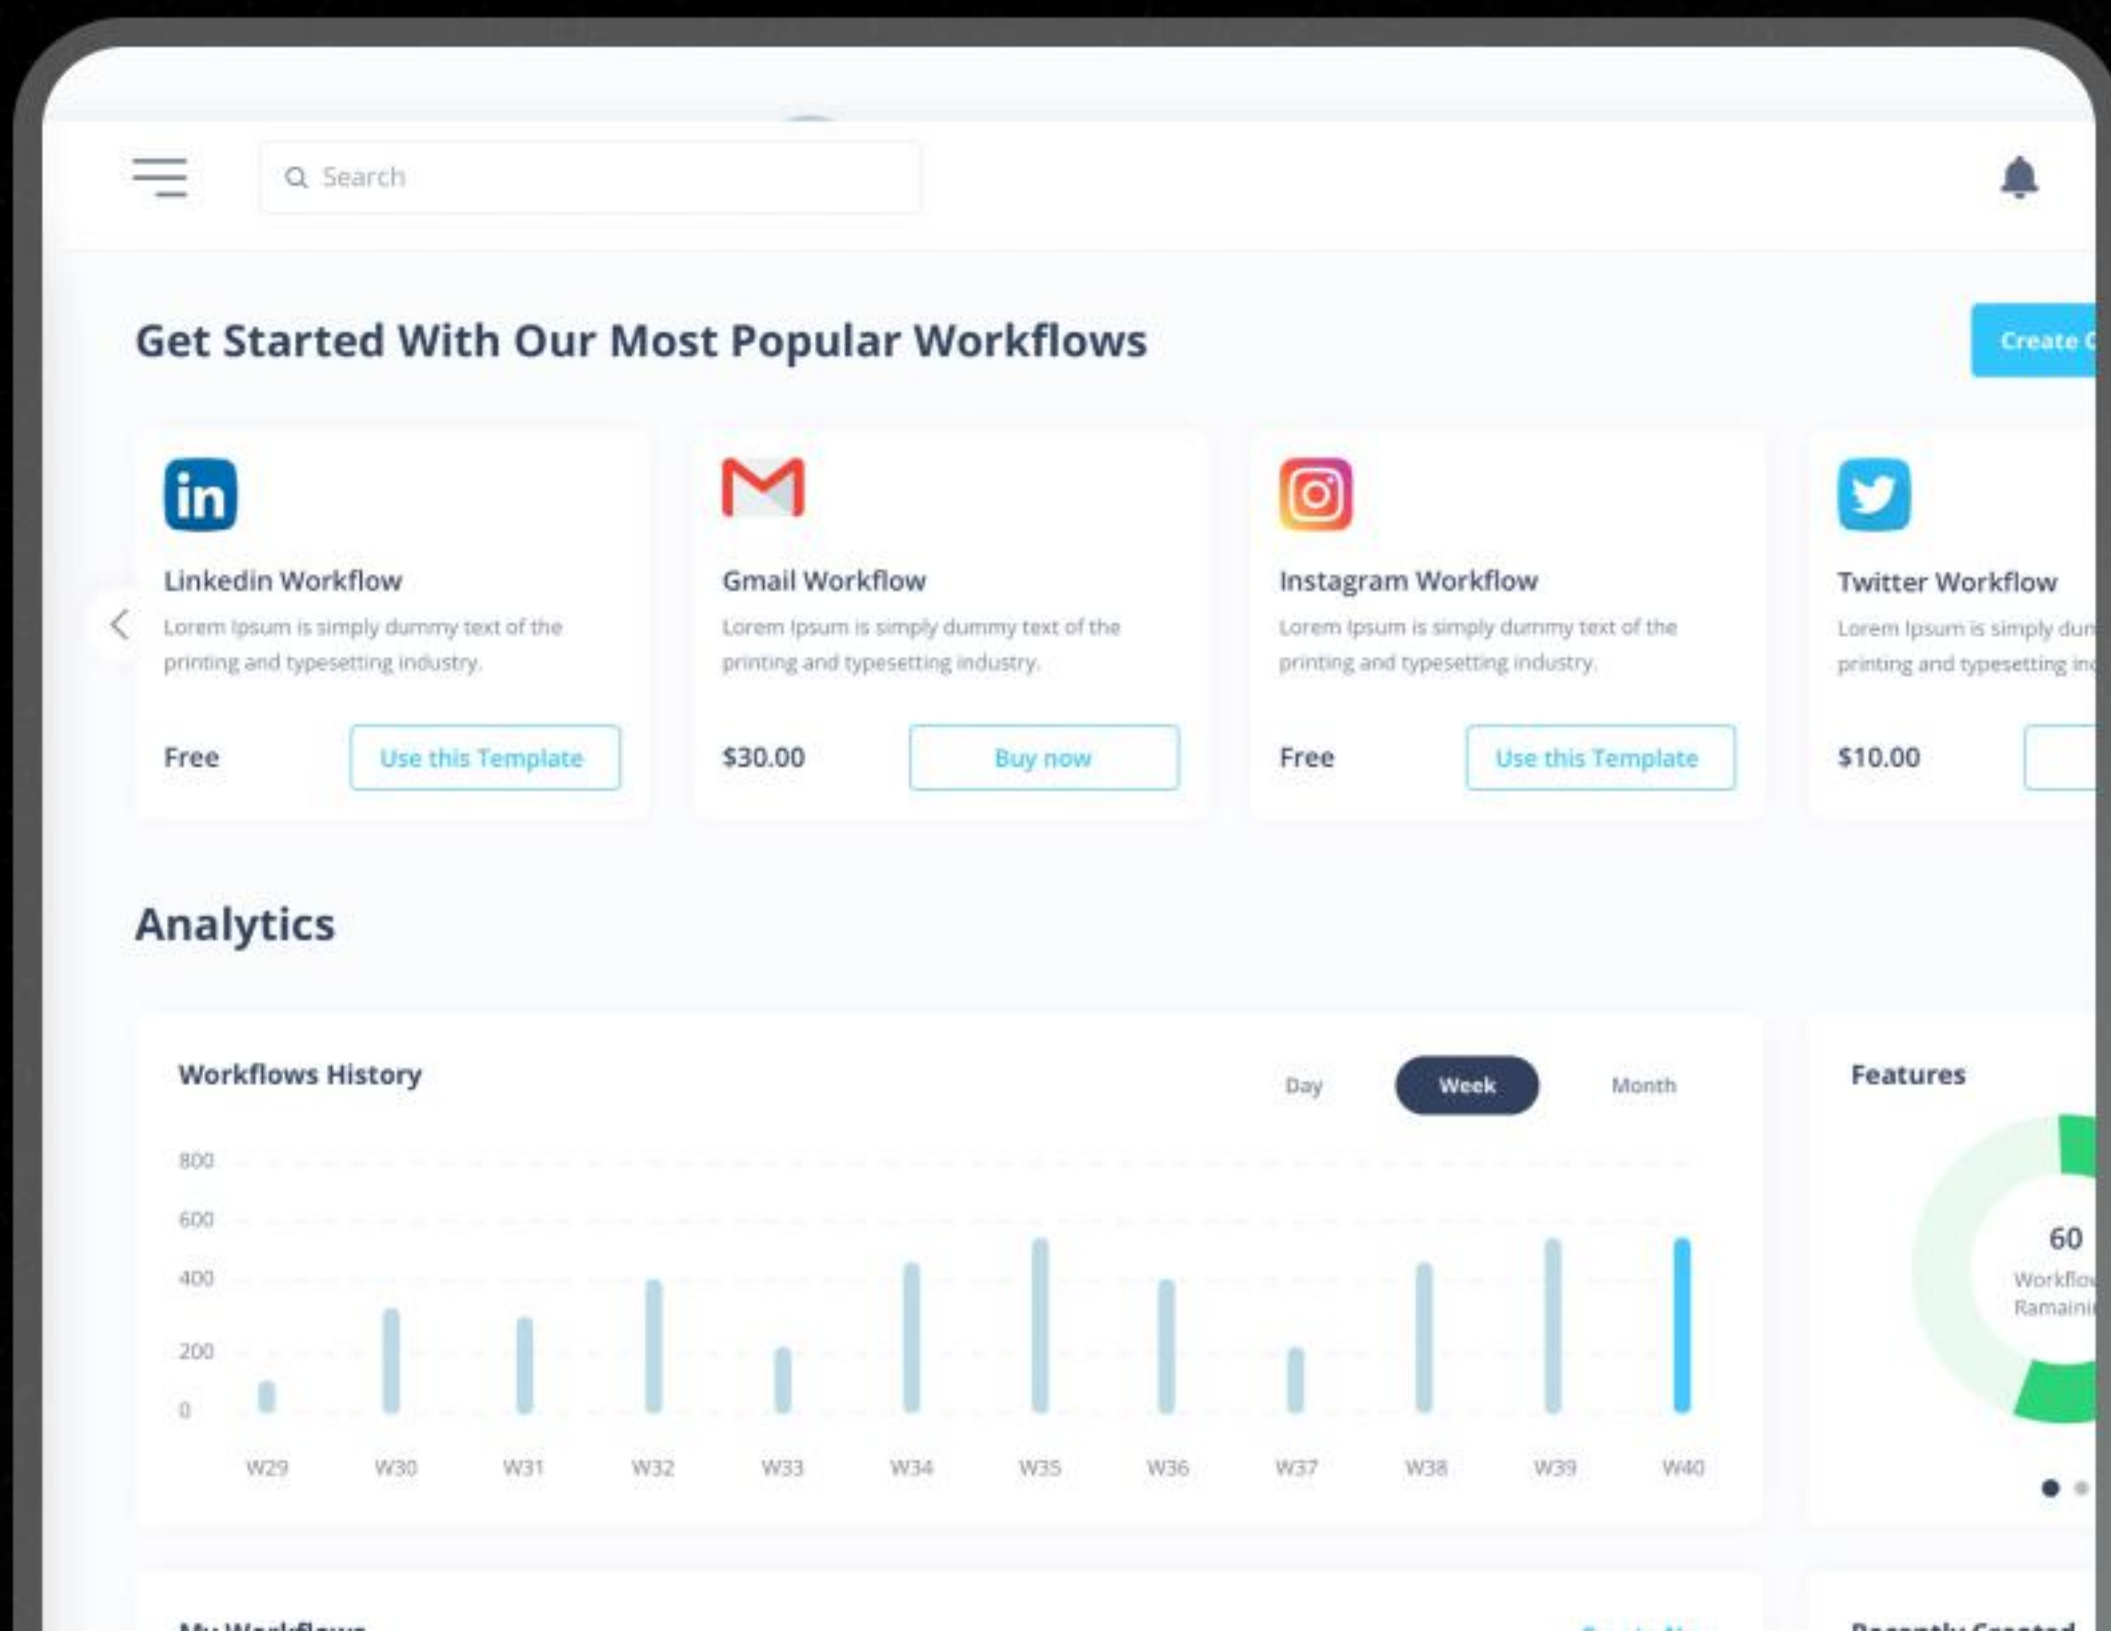 Search
Get Started With Our Most Popular Workflows
Create
in
Linkedin Workflow
Lorem Ipsum is simply dummy text of the
printing and typesetting industry.
Free
Use this Template
Gmail Workflow
Lorem Ipsum is simply dummy text of the
printing and typesetting industry.
$30.00
Buy now
Instagram Workflow
Lorem Ipsum is simply dummy text of the
printing and typesetting industry.
Free
Use this Template
Twitter Workflow
Lorem Ipsum is simply
printing and typesetting
$10.00
Analytics
Workflows History
Day
Week
Month
800
600
400
200
0
W29 W30 W31 W32 W33 W34 W35 W36 W37 W38 W39 W40
Features
60
My Workflows
Recently Created